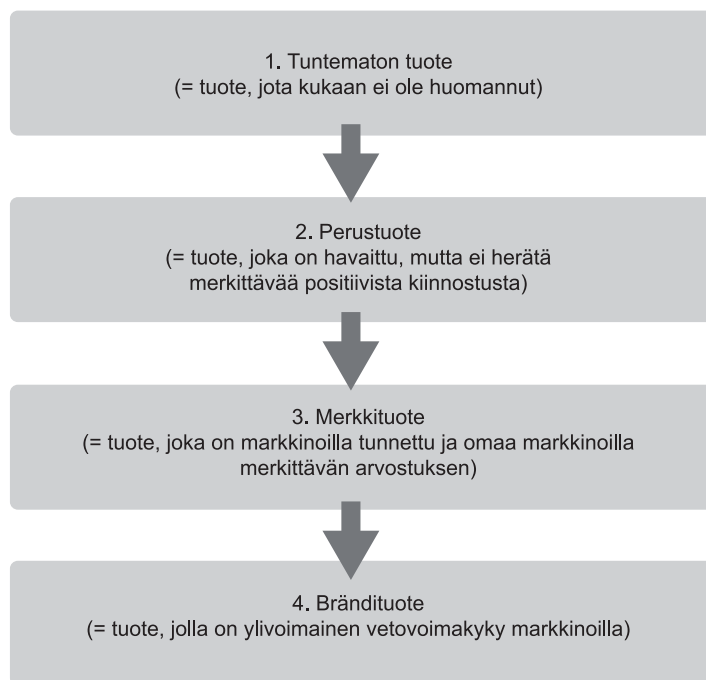 1. Tuntematon tuote
(= tuote, jota kukaan ei ole huomannut)
2. Perustuote
(= tuote, joka on havaittu, mutta ei herätä
merkittävää positiivista kiinnostusta)
3. Merkkituote
(= tuote, joka on markkinoilla tunnettu ja omaa markkinoilla
merkittävän arvostuksen)
4. Brändituote
(= tuote, jolla on ylivoimainen vetovoimakyky markkinoilla)